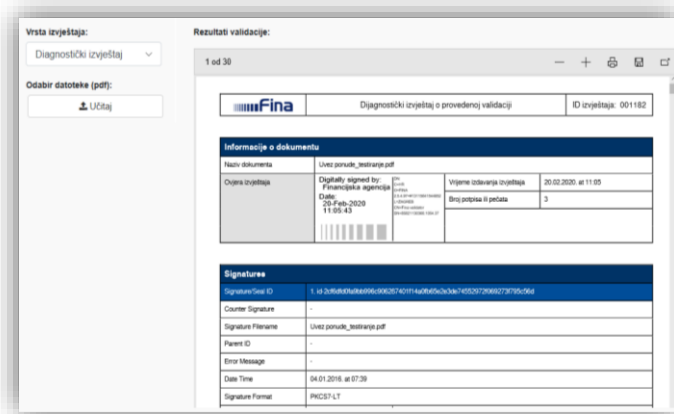 Vrsta izvještaja:
Diagnostički izvještaj
Odabir datoteke (pdf):
Učitaj
Rezultati validacije:
1 od 30
Fina
Dijagnostički izvještaj o provedenoj validaciji
ID izvještaja: 001182
Informacije o dokumentu
Naziv dokumenta
Uvez ponude_testiranje.pdf
Ovjera izvještaja
Digitally signed by:
Financijska agencija
Date:
20-Feb-2020
11:05:43
Vrijeme izdavanja izvještaja
20.02.2020. at 11:05
Broj potpisa ili pečata
3
Signatures
Signature/Seal ID
Counter Signature
-
Signature Filename
Uvez ponude_testiranje.pdf
Parent ID
-
Error Message
-
Date Time
04.01.2016. at 07:39
Signature Format
PKCS7-LT